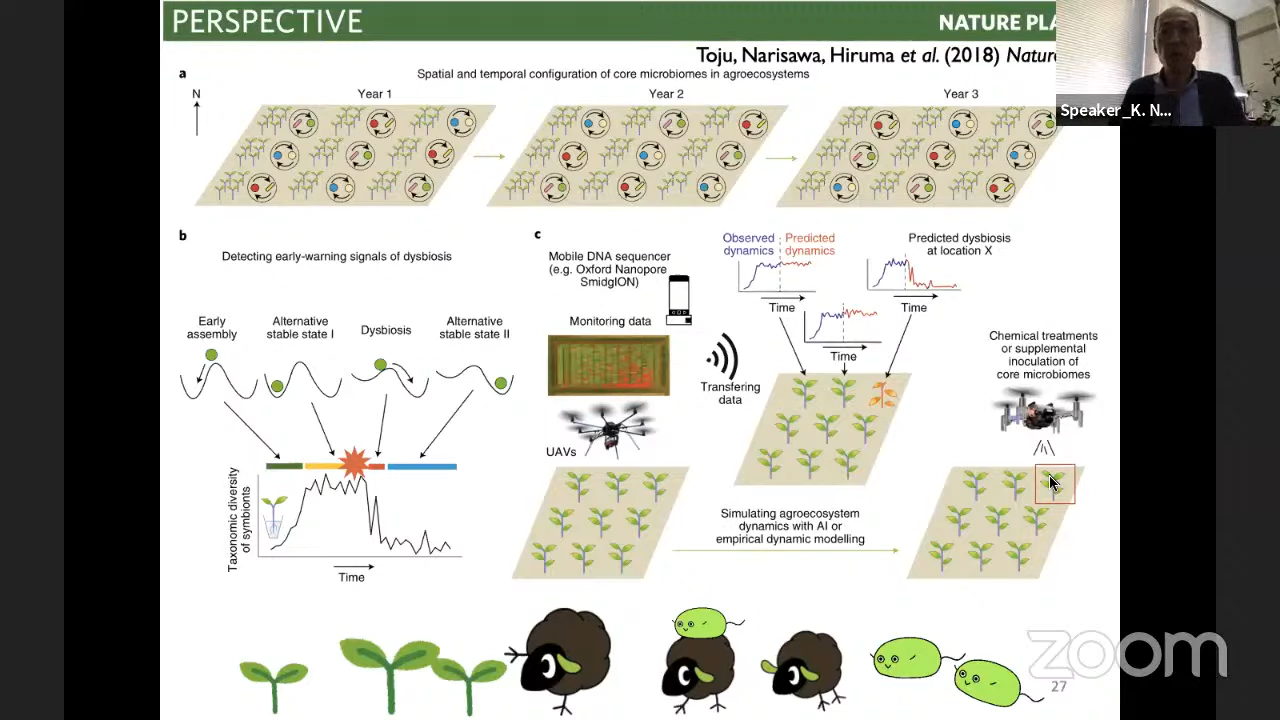 PERSPECTIVE
NATURE PLA
Toju, Narisawa, Hiruma et al. (2018) Natur
a
Spatial and temporal configuration of core microbiomes in agroecosystems
N
Year 1
Year 2
Year 3
Speaker_K. N...
b
Detecting early-warning signals of dysbiosis
Early
assembly
Alternative
stable state I
Dysbiosis
Alternative
stable state II
Taxonomic diversity
of symbionts
Time
c
Mobile DNA sequencer
(e.g. Oxford Nanopore
SmidgION)
Monitoring data
UAVs
Transfering
data
Observed
dynamics
Predicted
dynamics
Time
Time
Predicted dysbiosis
at location X
Time
Simulating agroecosystem
dynamics with AI or
empirical dynamic modelling
Chemical treatments
or supplemental
inoculation of
core microbiomes
zoom
27